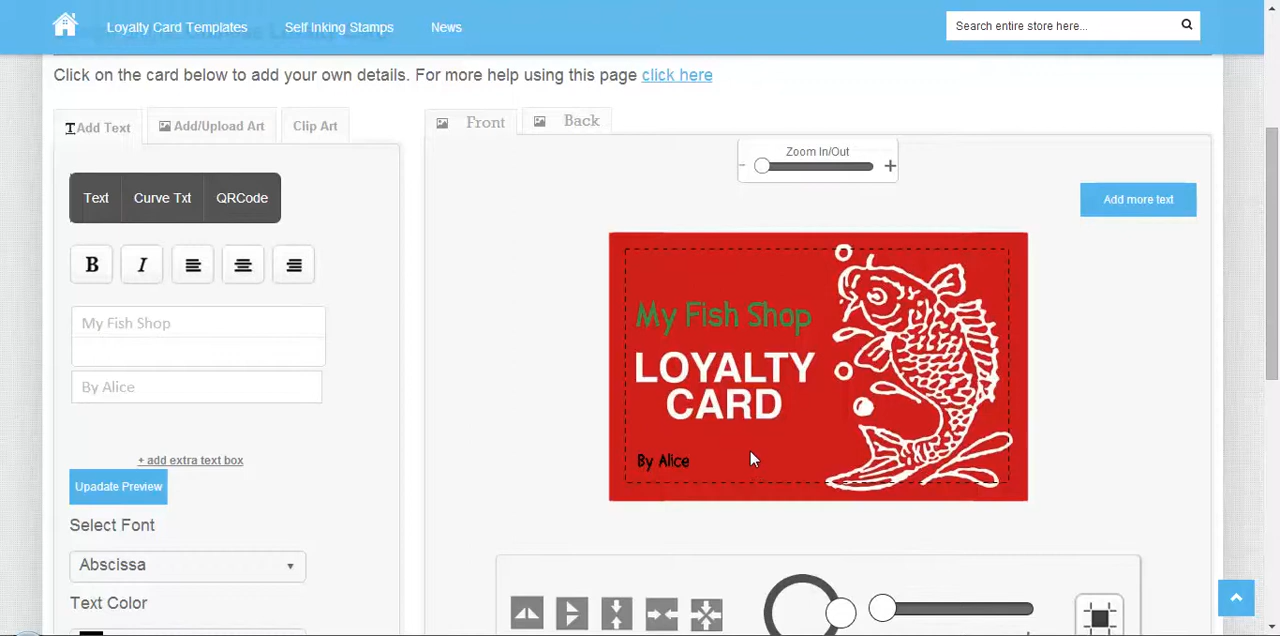 Loyalty Card Templates
Self Inking Stamps
News
Search entire store here...
Click on the card below to add your own details. For more help using this page click here
Add Text
Add/Upload Art
Clip Art
Front
Back
Zoom In/Out
- +
Text
Curve Txt
QRCode
Add more text
B
I
My Fish Shop
By Alice
+ add extra text box
Upadate Preview
Select Font
Abscissa
Text Color
My Fish Shop
LOYALTY
CARD
By Alice